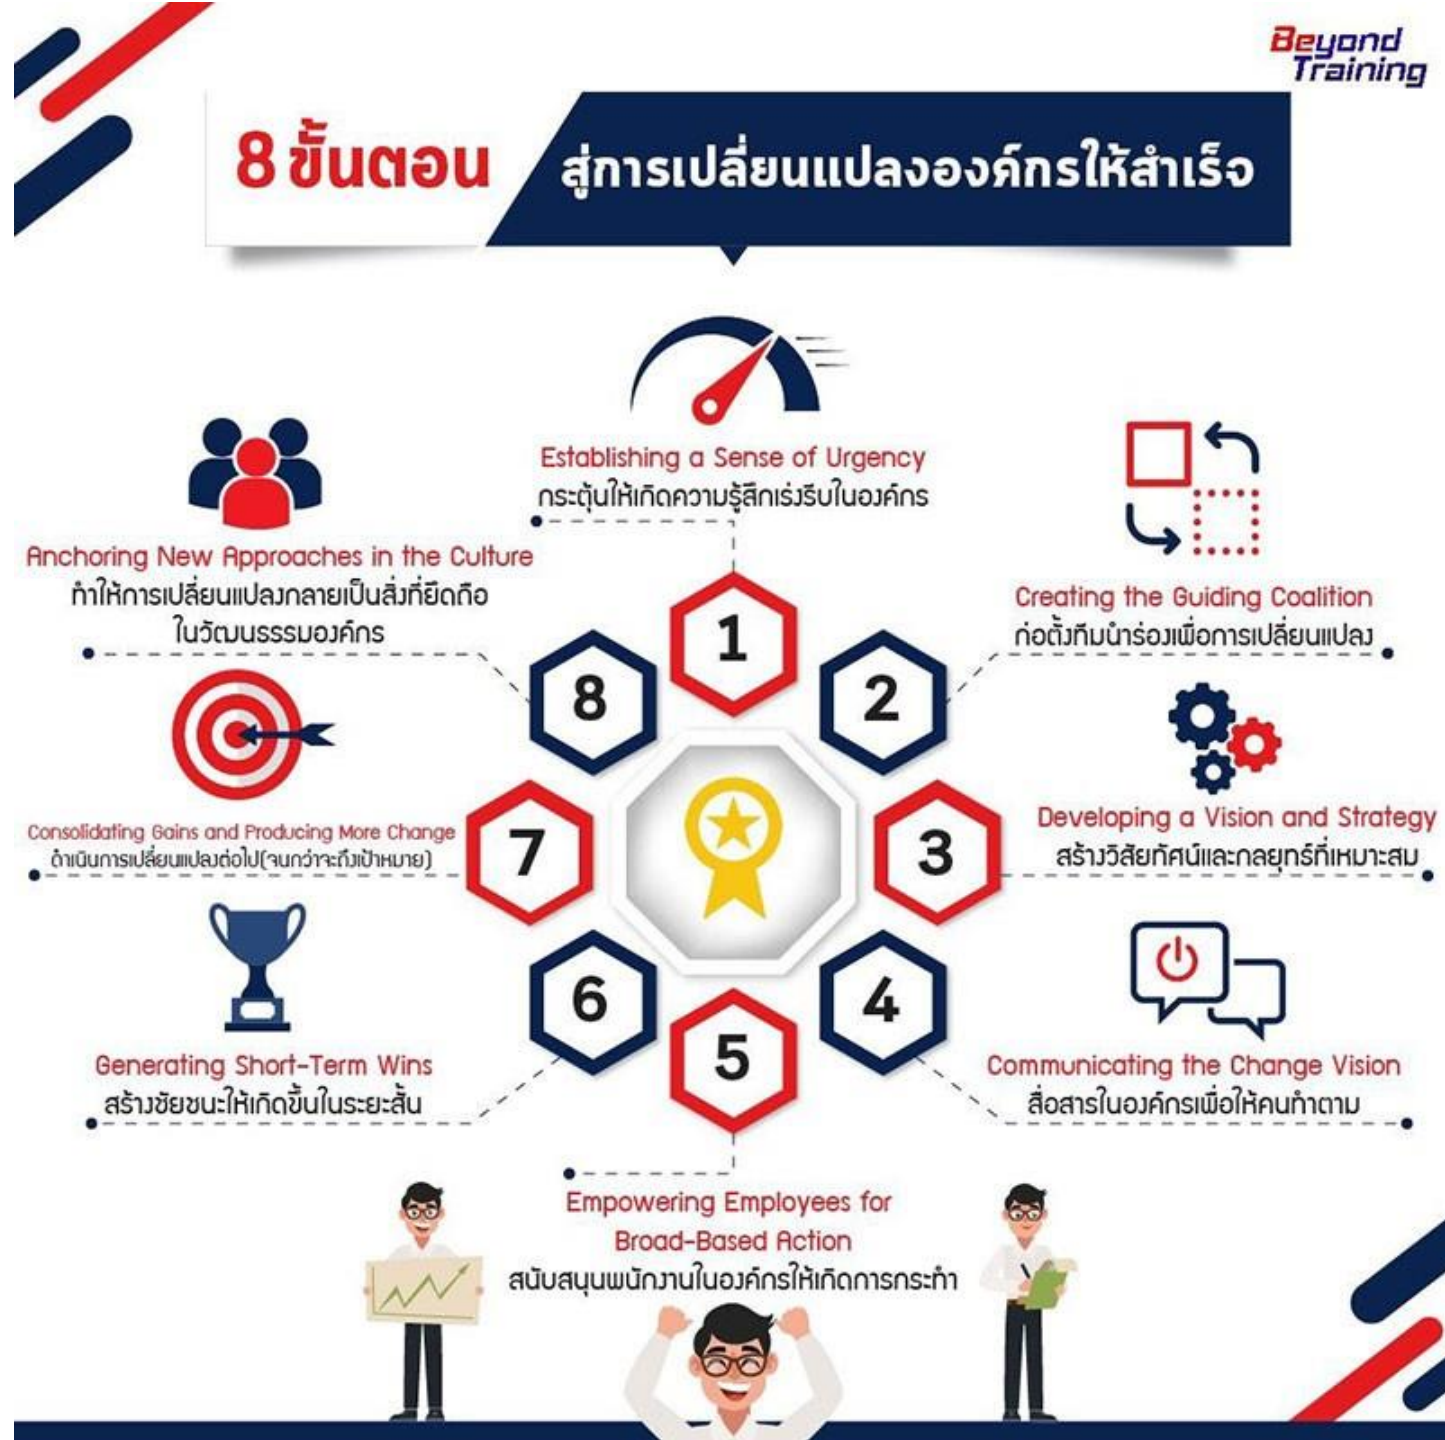 Beyond
Training
8 ขั้นตอน สู่การเปลี่ยนแปลงองค์กรให้สำเร็จ
Establishing a Sense of Urgency
กระตุ้นให้เกิดความรู้สึกเร่งรีบในองค์กร
1
Creating the Guiding Coalition
ก่อตั้งทีมนำร่องเพื่อการเปลี่ยนแปลง
2
Developing a Vision and Strategy
สร้างวิสัยทัศน์และกลยุทธ์ที่เหมาะสม
3
Communicating the Change Vision
สื่อสารในองค์กรเพื่อให้คนทำตาม
4
5
Empowering Employees for
Broad-Based Action
สนับสนุนพนักงานในองค์กรให้เกิดการกระทำ
6
Generating Short-Term Wins
สร้างชัยชนะให้เกิดขึ้นในระยะสั้น
7
Consolidating Gains and Producing More Change
ดำเนินการเปลี่ยนแปลงต่อไป(จนกว่าจะถึงเป้าหมาย)
8
Anchoring New Approaches in the Culture
ทำให้การเปลี่ยนแปลงกลายเป็นสิ่งที่ยึดถือ
ในวัฒนธรรมองค์กร